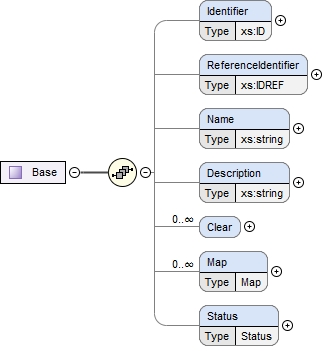 Identifier
Type xs:ID
ReferenceIdentifier
Type xs:IDREF
Name
Type xs:string
Base
Description
Type xs:string
0..∞
Clear
0..∞
Map
Type Map
Status
Type Status